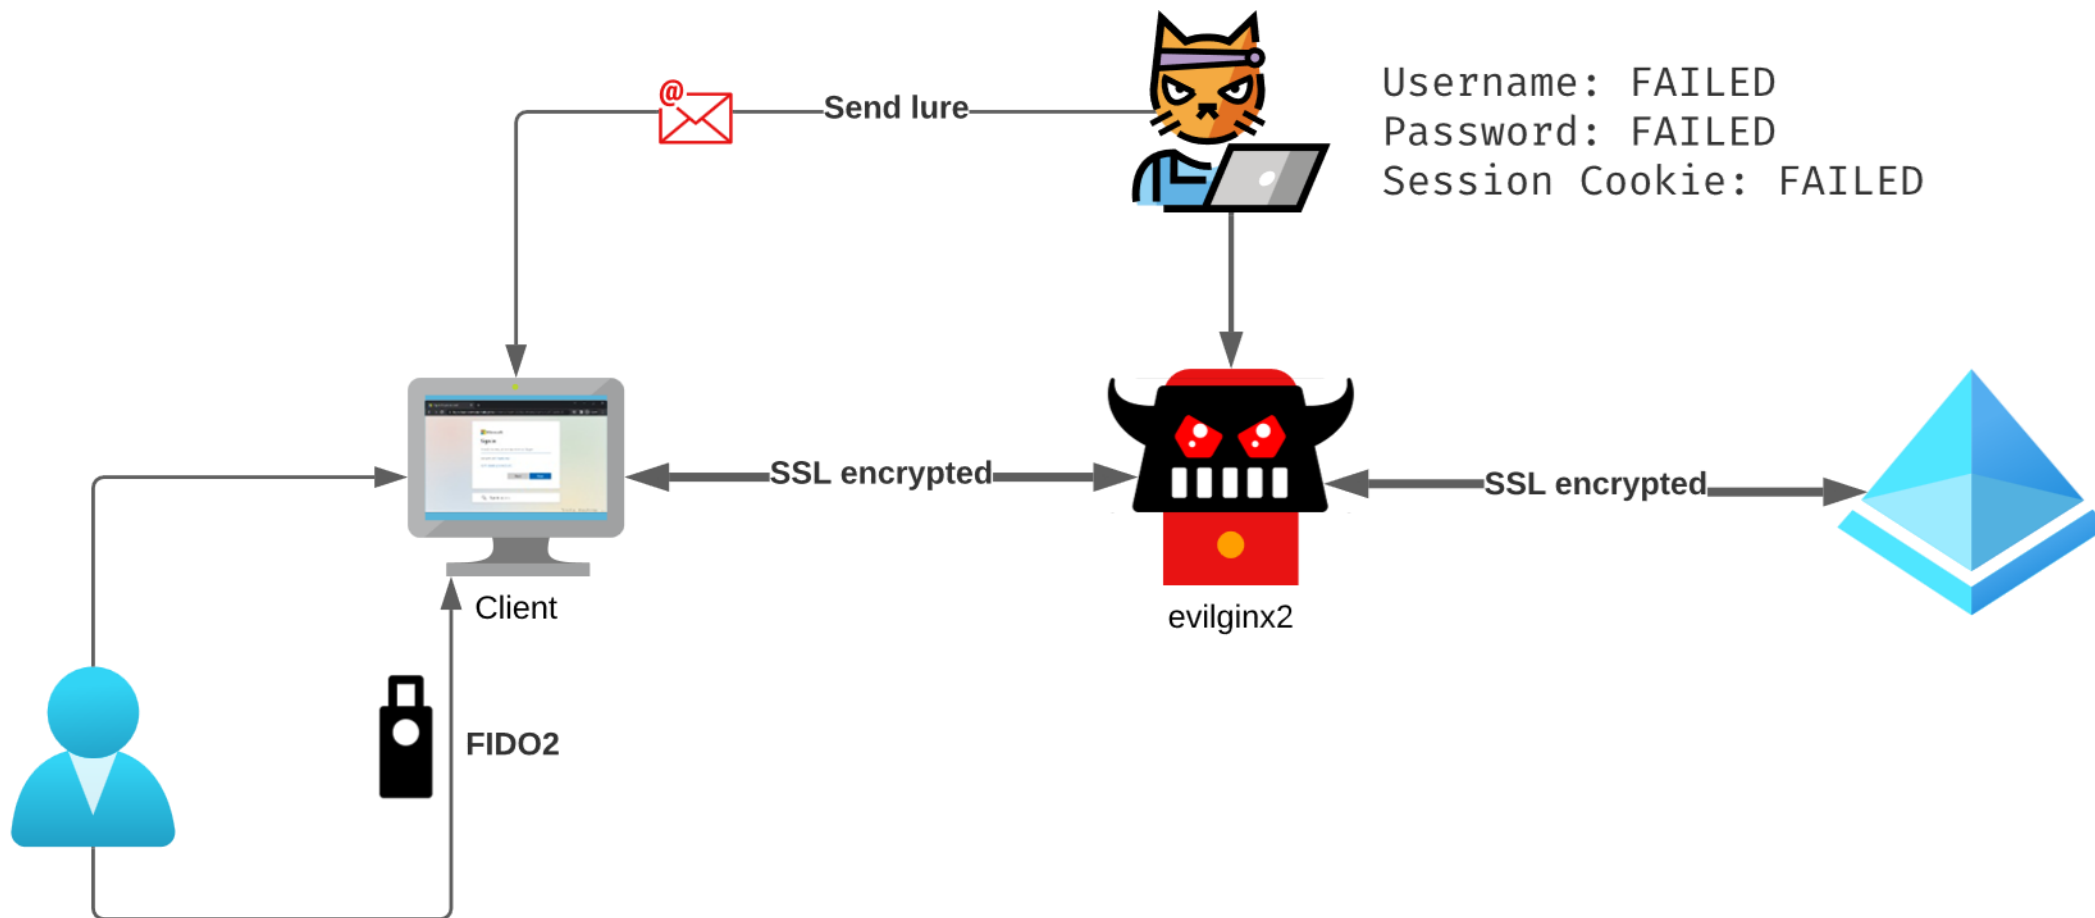 @
Send lure
Username: FAILED
Password: FAILED
Session Cookie: FAILED
SSL encrypted
SSL encrypted
Client
evilginx2
FIDO2